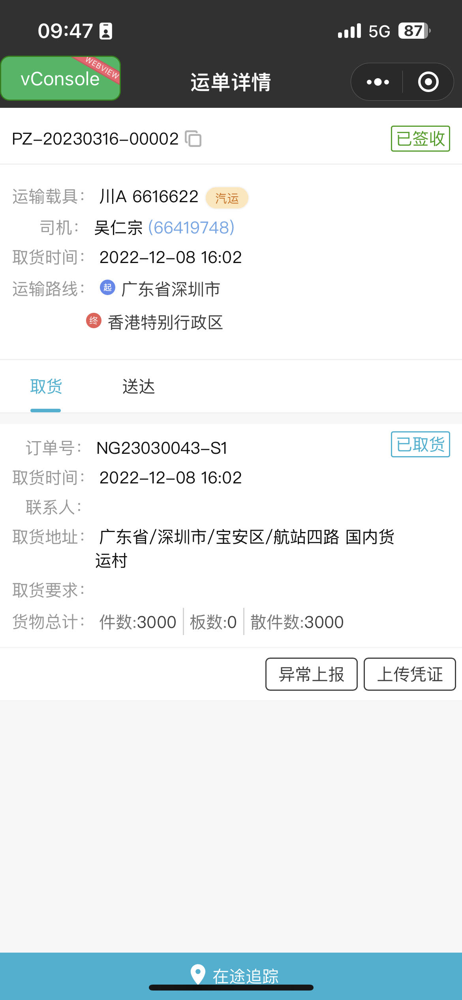 09:47 5G 87
vConsole WEBVIEW 运单详情
PZ-20230316-00002 已签收
运输载具： 川A 6616622 汽运
司机： 吴仁宗 (66419748)
取货时间： 2022-12-08 16:02
运输路线： 起 广东省深圳市
终 香港特别行政区
取货 送达
订单号： NG23030043-S1 已取货
取货时间： 2022-12-08 16:02
联系人：
取货地址： 广东省/深圳市/宝安区/航站四路 国内货
运村
取货要求：
货物总计： 件数:3000 板数:0 散件数:3000
异常上报 上传凭证
在途追踪